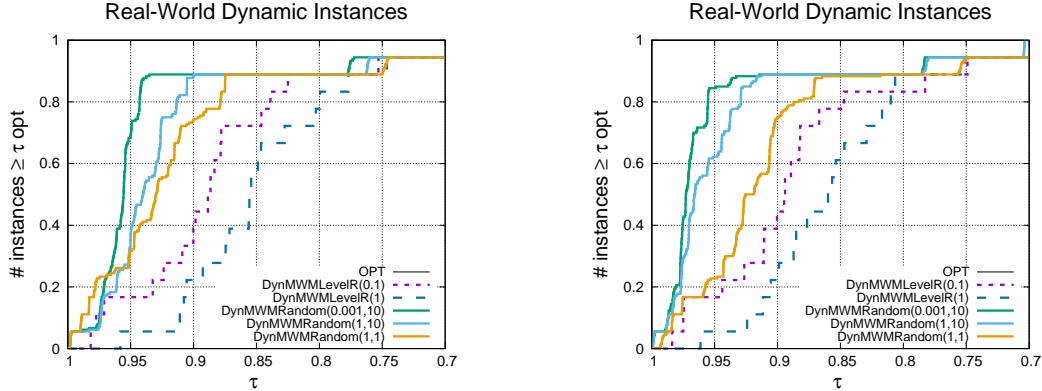 Real-World Dynamic Instances
# instances ≥ τ opt
1
0.8
0.6
0.4
0.2
0
OPT
DynMWMLevelR(0.1)
DynMWMLevelR(1)
DynMWMRandom(0.001,10)
DynMWMRandom(1,10)
DynMWMRandom(1,1)
1 0.95 0.9 0.85 0.8 0.75 0.7
τ
Real-World Dynamic Instances
# instances ≥ τ opt
1
0.8
0.6
0.4
0.2
0
OPT
DynMWMLevelR(0.1)
DynMWMLevelR(1)
DynMWMRandom(0.001,10)
DynMWMRandom(1,10)
DynMWMRandom(1,1)
1 0.95 0.9 0.85 0.8 0.75 0.7
τ